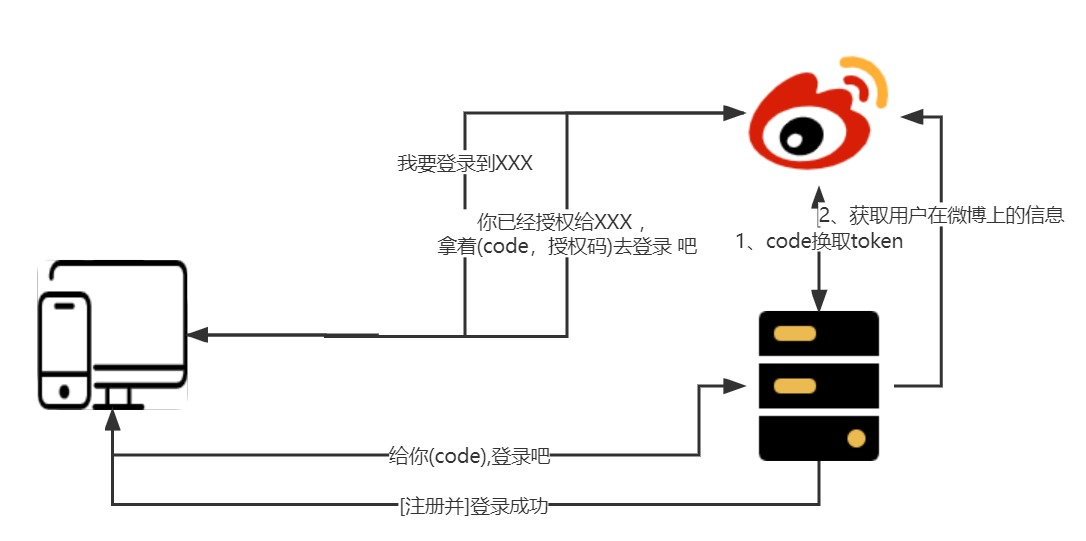 我要登录到XXX
你已经授权给XXX，
拿着(code，授权码)去登录 吧
2、获取用户在微博上的信息
1、code换取token
给你(code),登录吧
[注册并]登录成功